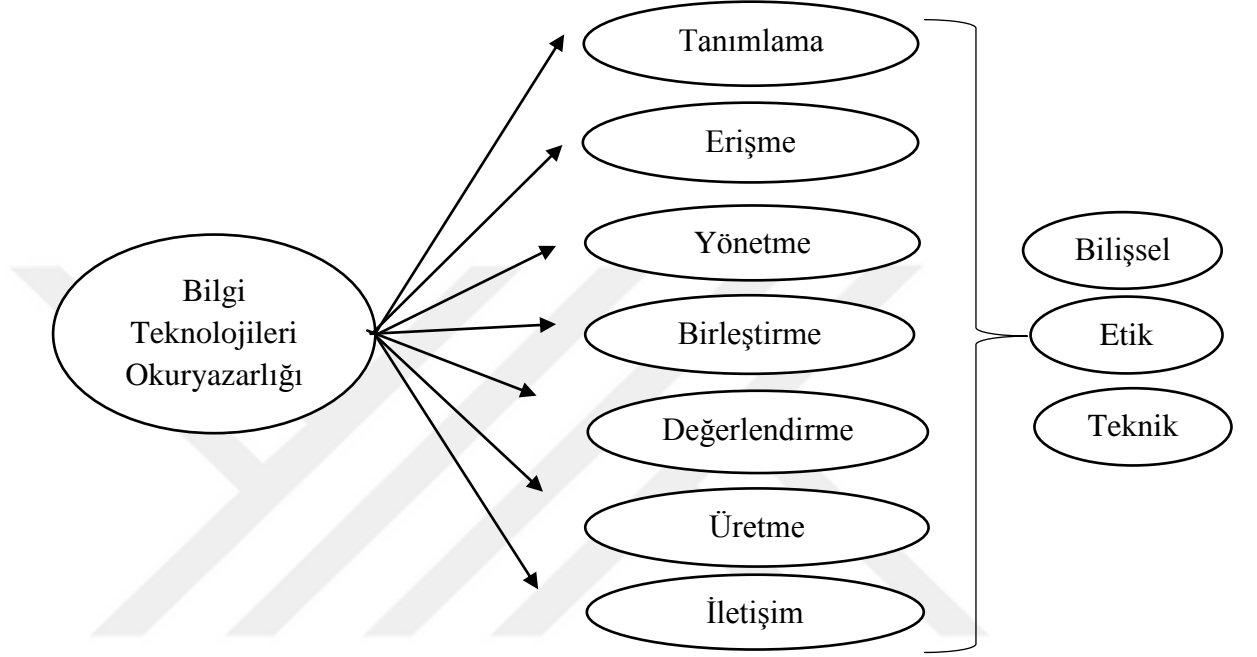 Bilgi
Teknolojileri
Okuryazarlığı
Tanımlama
Erişme
Yönetme
Birleştirme
Değerlendirme
Üretme
İletişim
Bilişsel
Etik
Teknik